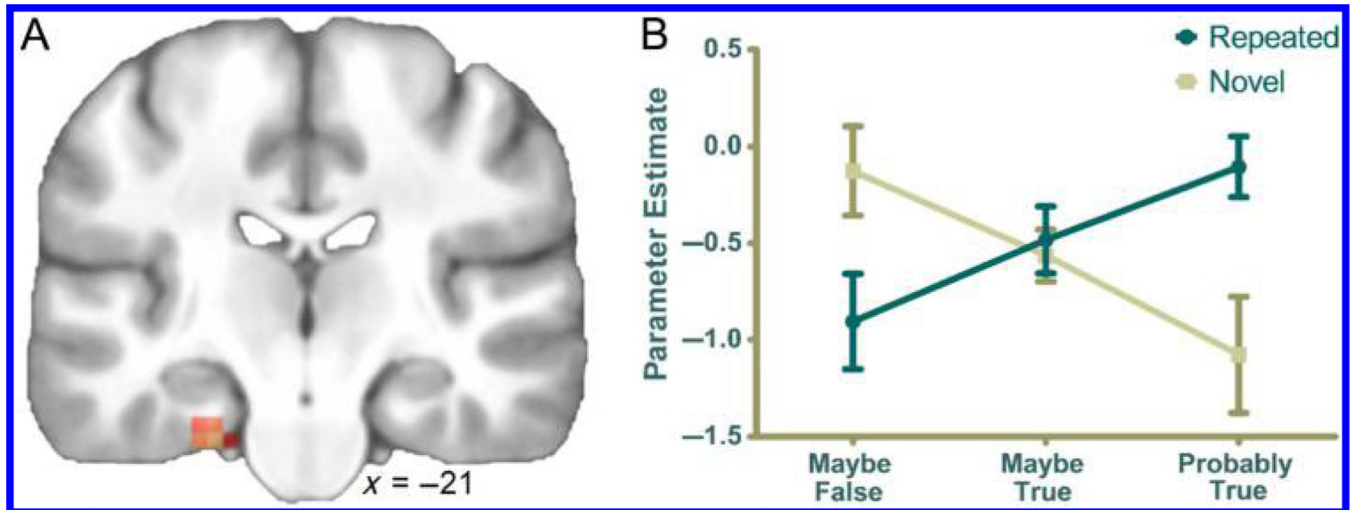 A
x = –21
B
Repeated
Novel
Parameter Estimate
0.5
0.0
–0.5
–1.0
–1.5
Maybe
False
Maybe
True
Probably
True